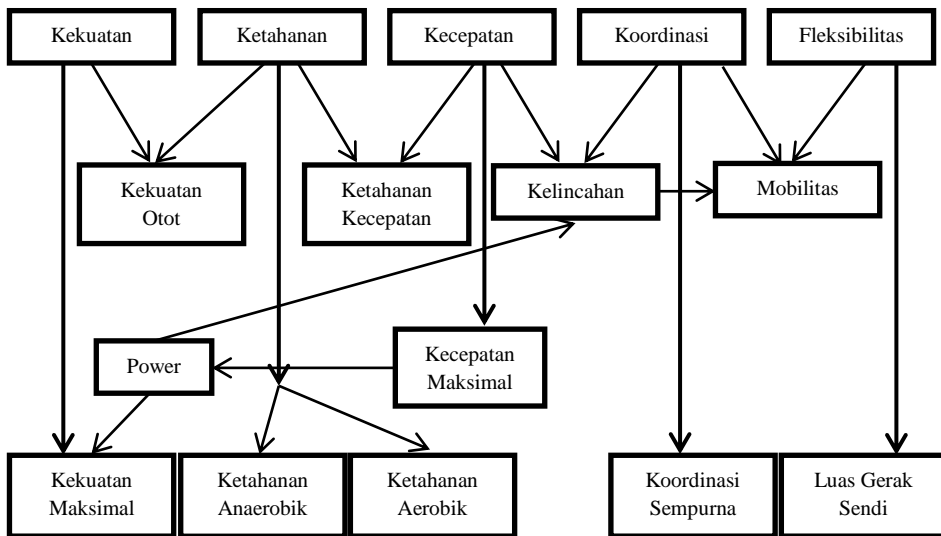 Kekuatan
Ketahanan
Kecepatan
Koordinasi
Fleksibilitas
Kekuatan
Otot
Ketahanan
Kecepatan
Kelincahan
Mobilitas
Power
Kecepatan
Maksimal
Kekuatan
Maksimal
Ketahanan
Anaerobik
Ketahanan
Aerobik
Koordinasi
Sempurna
Luas Gerak
Sendi